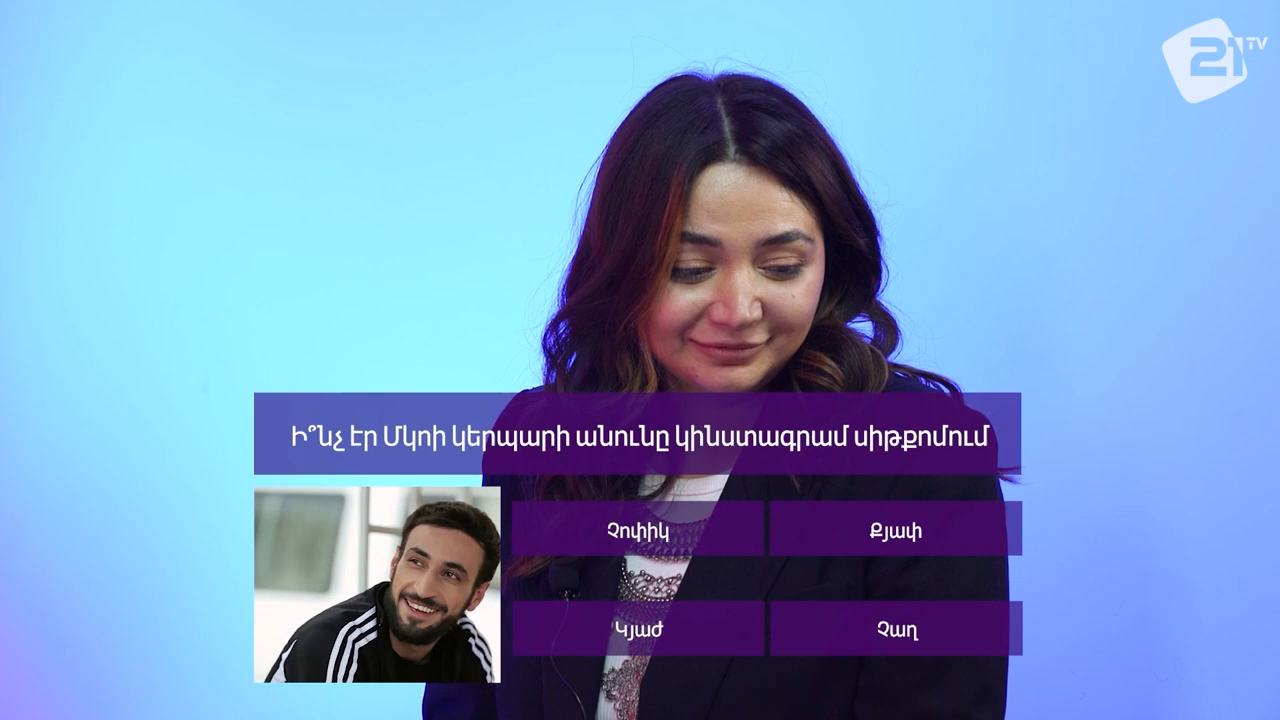 21TV
Ի՞նչ էր Մկոի կերպարի անունը կինստագրամ սիթքոմում
Չոփիկ
Քյափ
Կյաժ
Չաղ